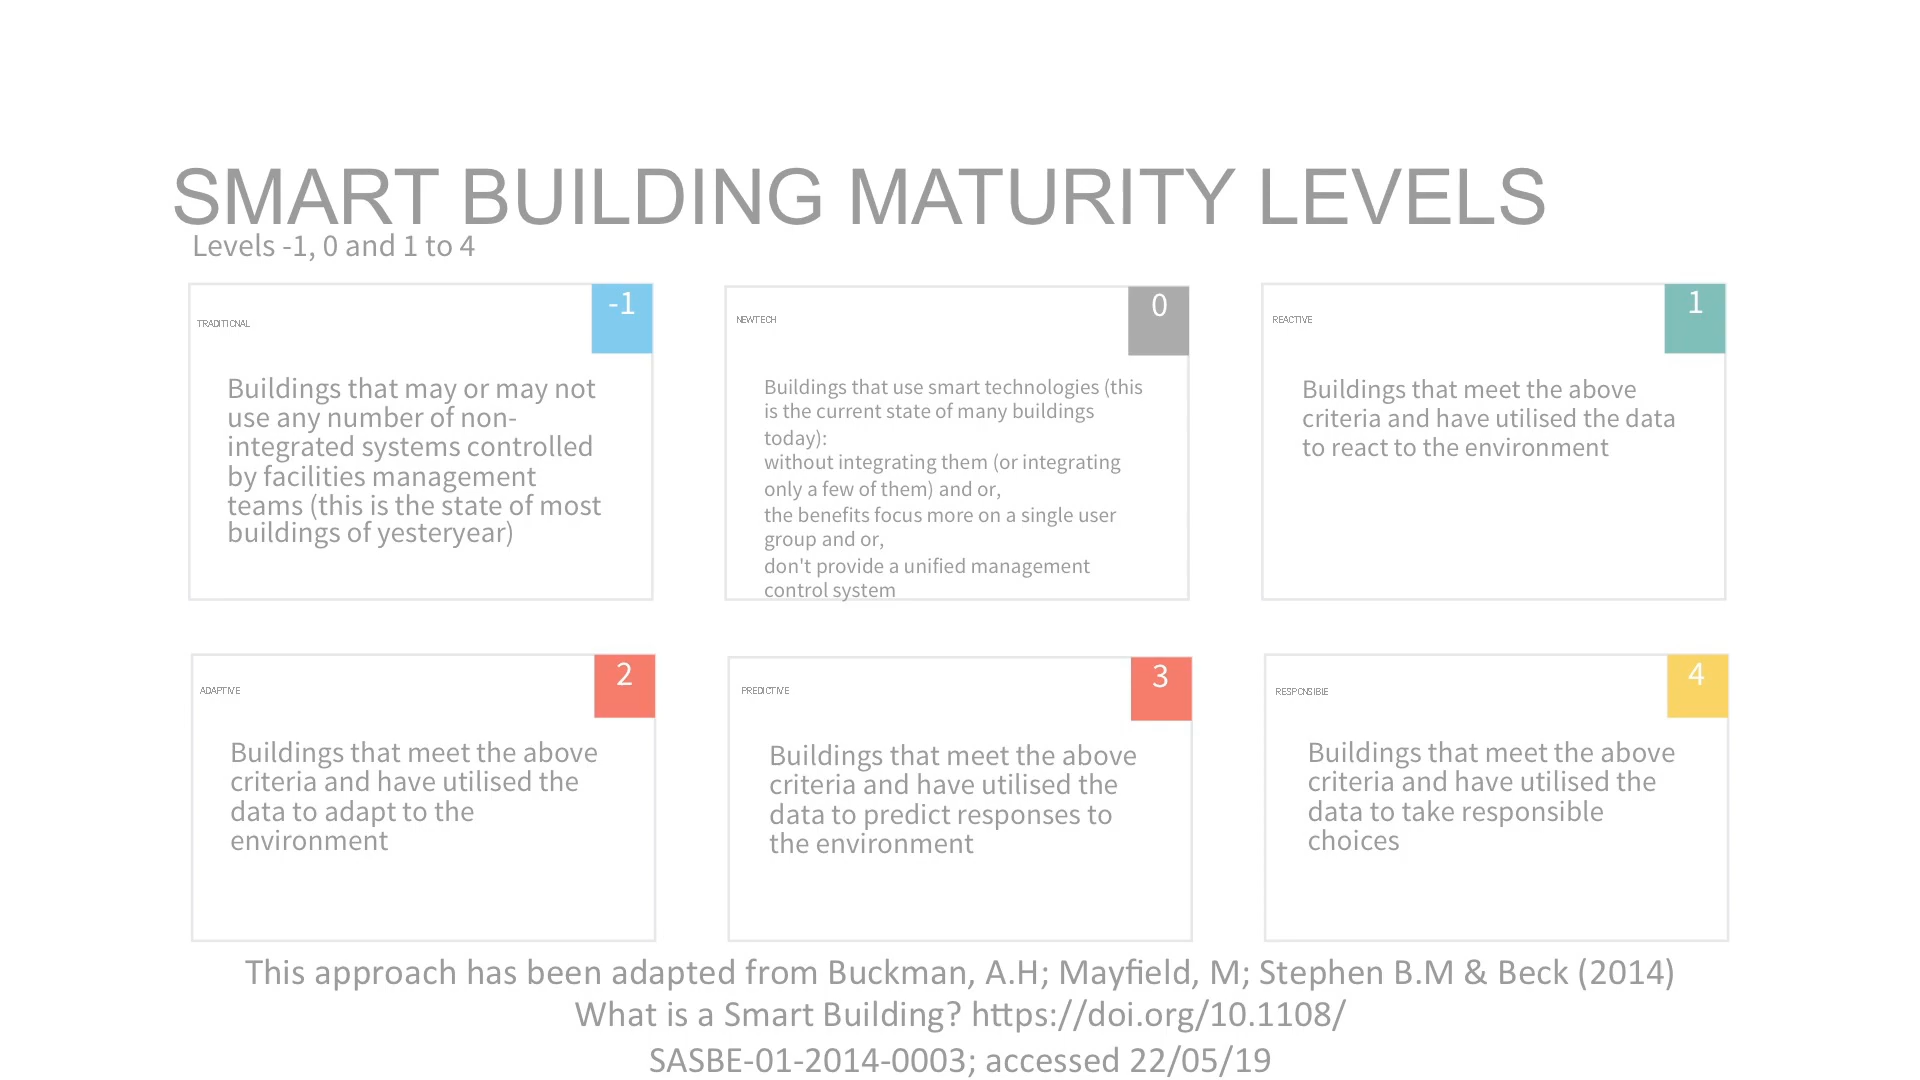 SMART BUILDING MATURITY LEVELS
Levels -1, 0 and 1 to 4
-1
TRADITIONAL
Buildings that may or may not
use any number of non-
integrated systems controlled
by facilities management
teams (this is the state of most
buildings of yesteryear)
0
NEWTECH
Buildings that use smart technologies (this
is the current state of many buildings
today):
without integrating them (or integrating
only a few of them) and or,
the benefits focus more on a single user
group and or,
don't provide a unified management
control system
1
REACTIVE
Buildings that meet the above
criteria and have utilised the data
to react to the environment
2
ADAPTIVE
Buildings that meet the above
criteria and have utilised the
data to adapt to the
environment
3
PREDICTIVE
Buildings that meet the above
criteria and have utilised the
data to predict responses to
the environment
4
RESPONSIBLE
Buildings that meet the above
criteria and have utilised the
data to take responsible
choices
This approach has been adapted from Buckman, A.H; Mayfield, M; Stephen B.M & Beck (2014)
What is a Smart Building? https://doi.org/10.1108/
SASBE-01-2014-0003; accessed 22/05/19